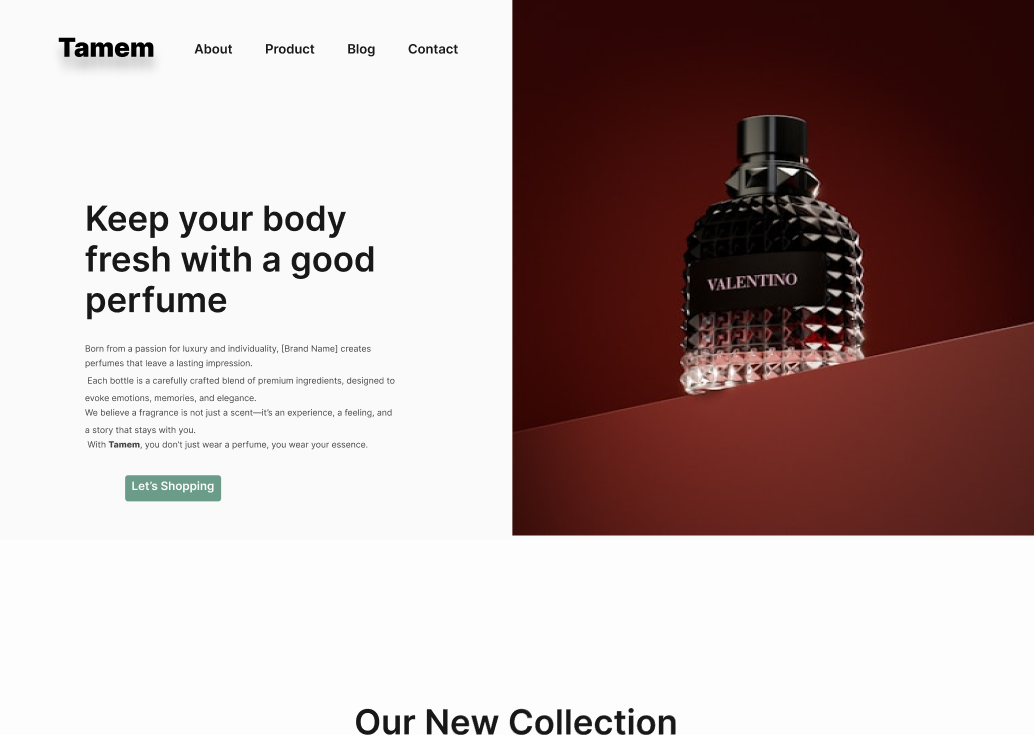 Tamem
About Product Blog Contact
Keep your body
fresh with a good
perfume
Born from a passion for luxury and individuality, [Brand Name] creates
perfumes that leave a lasting impression.
Each bottle is a carefully crafted blend of premium ingredients, designed to
evoke emotions, memories, and elegance.
We believe a fragrance is not just a scent—it’s an experience, a feeling, and
a story that stays with you.
With Tamem, you don’t just wear a perfume, you wear your essence.
Let’s Shopping
VALENTINO
Our New Collection